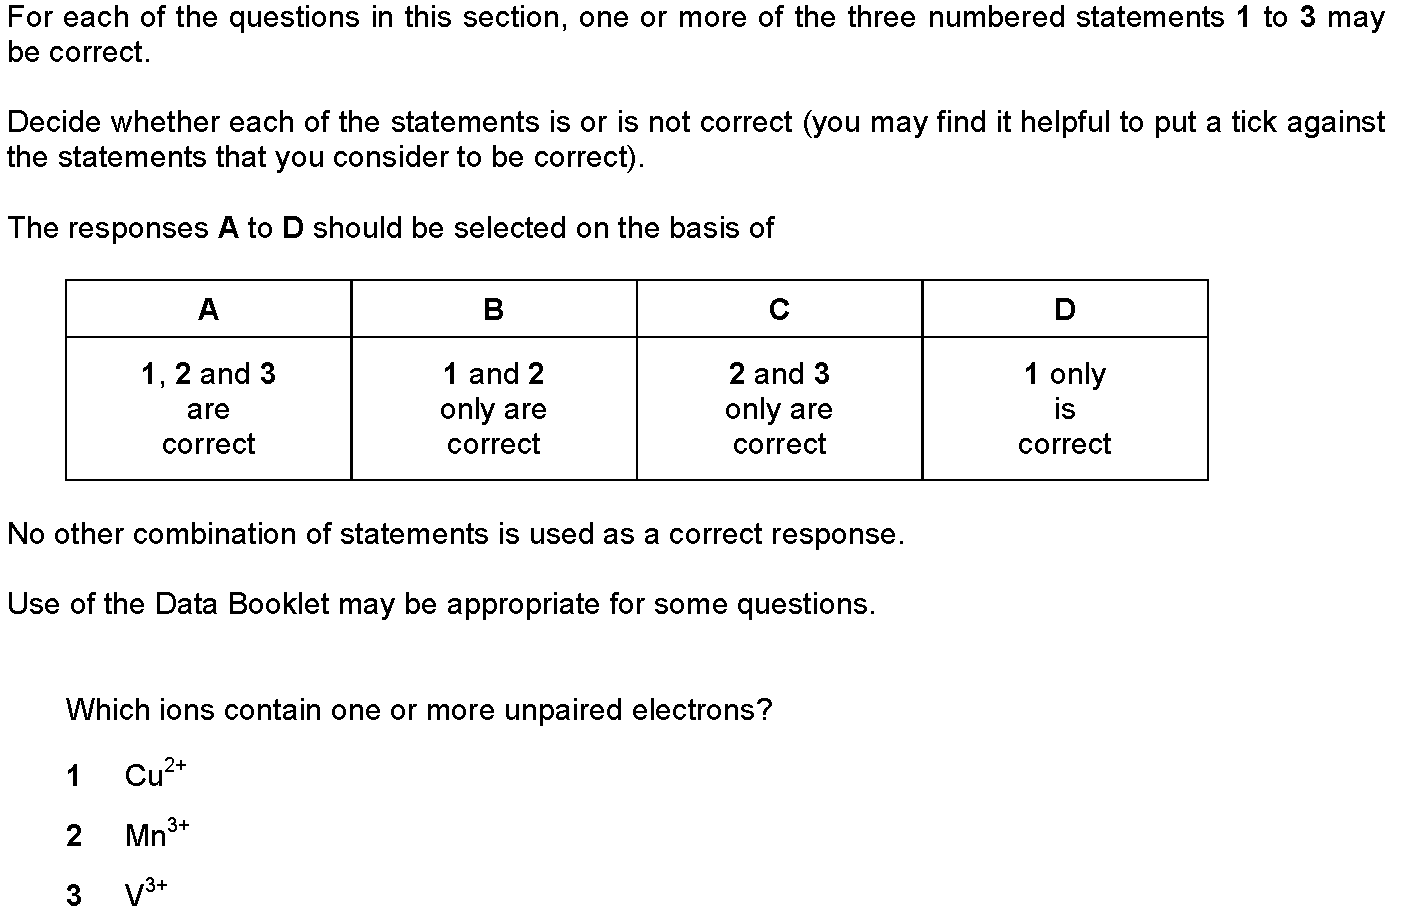 For each of the questions in this section, one or more of the three numbered statements 1 to 3 may
be correct.
Decide whether each of the statements is or is not correct (you may find it helpful to put a tick against
the statements that you consider to be correct).
The responses A to D should be selected on the basis of
A
B
C
D
1, 2 and 3
are
correct
1 and 2
only are
correct
2 and 3
only are
correct
1 only
is
correct
No other combination of statements is used as a correct response.
Use of the Data Booklet may be appropriate for some questions.
Which ions contain one or more unpaired electrons?
1 Cu²⁺
2 Mn³⁺
3 V³⁺